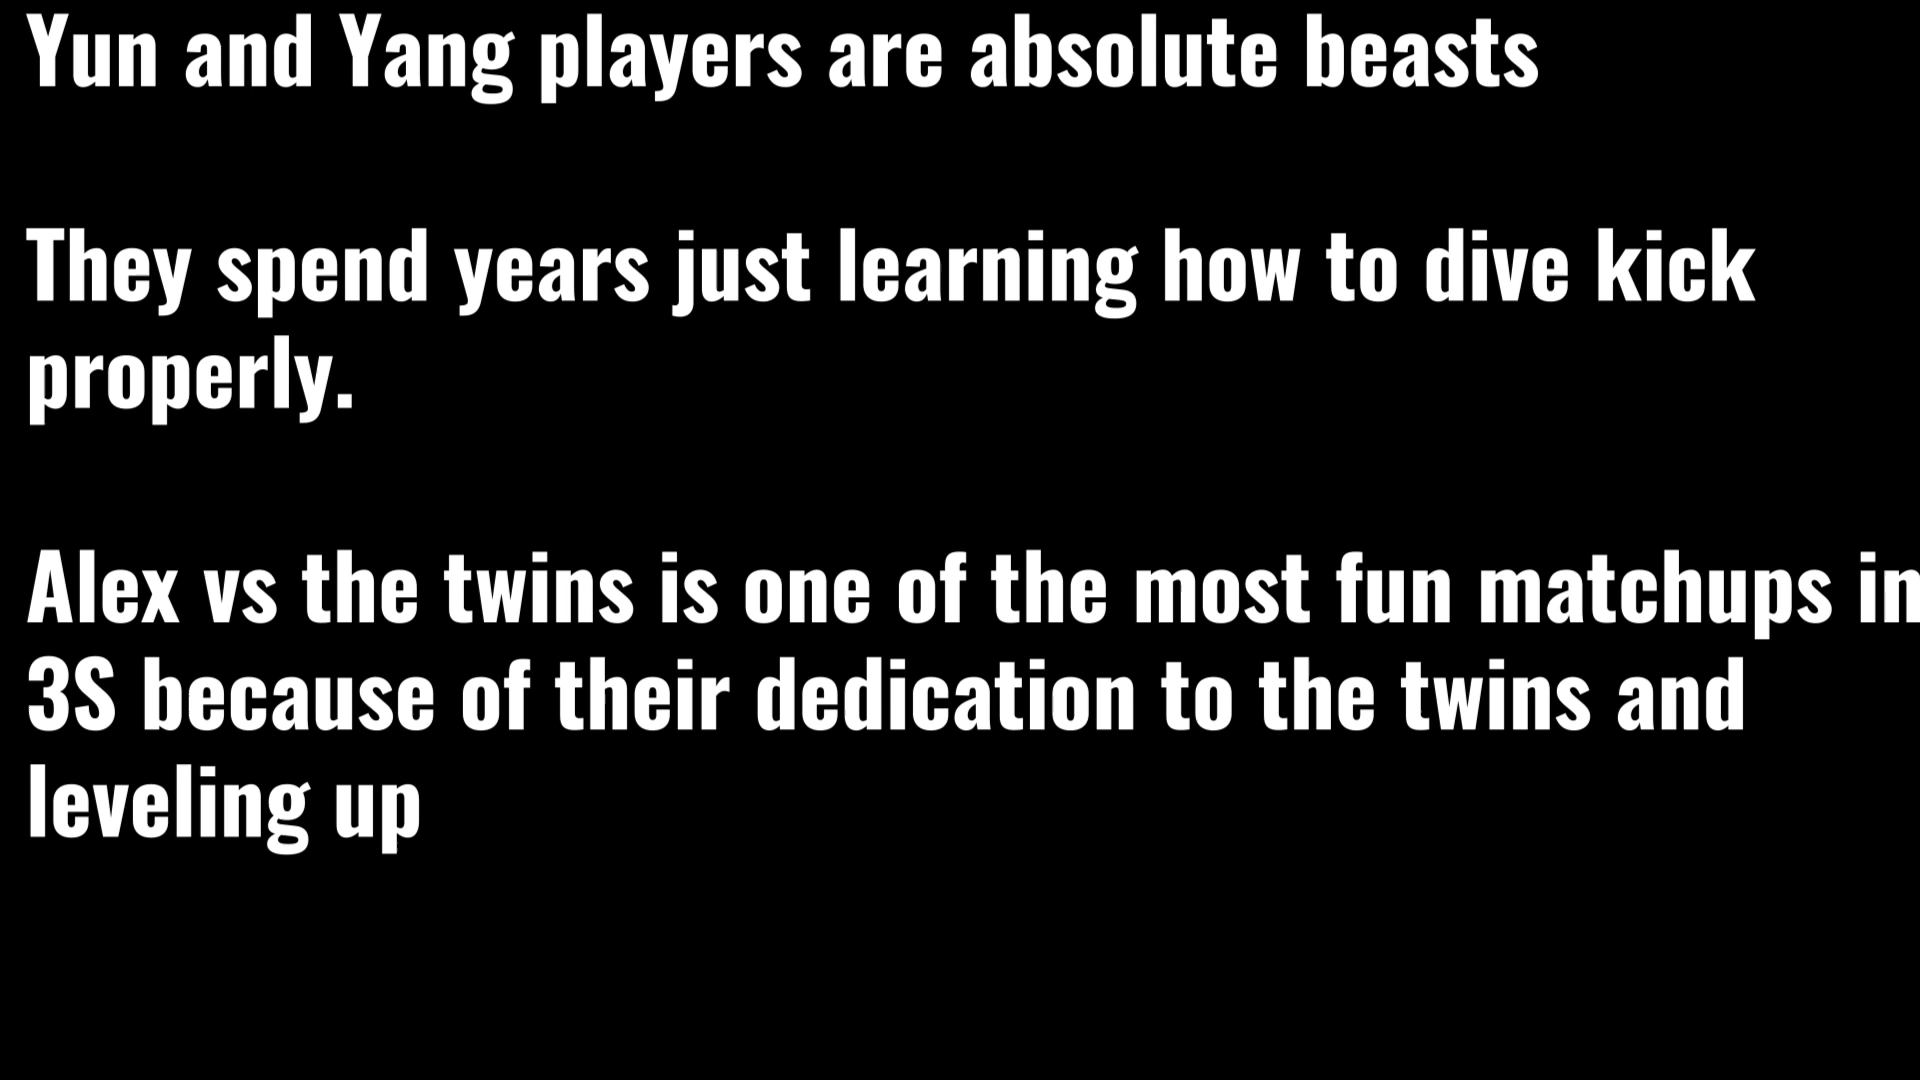 Yun and Yang players are absolute beasts
They spend years just learning how to dive kick
properly.
Alex vs the twins is one of the most fun matchups in
3S because of their dedication to the twins and
leveling up